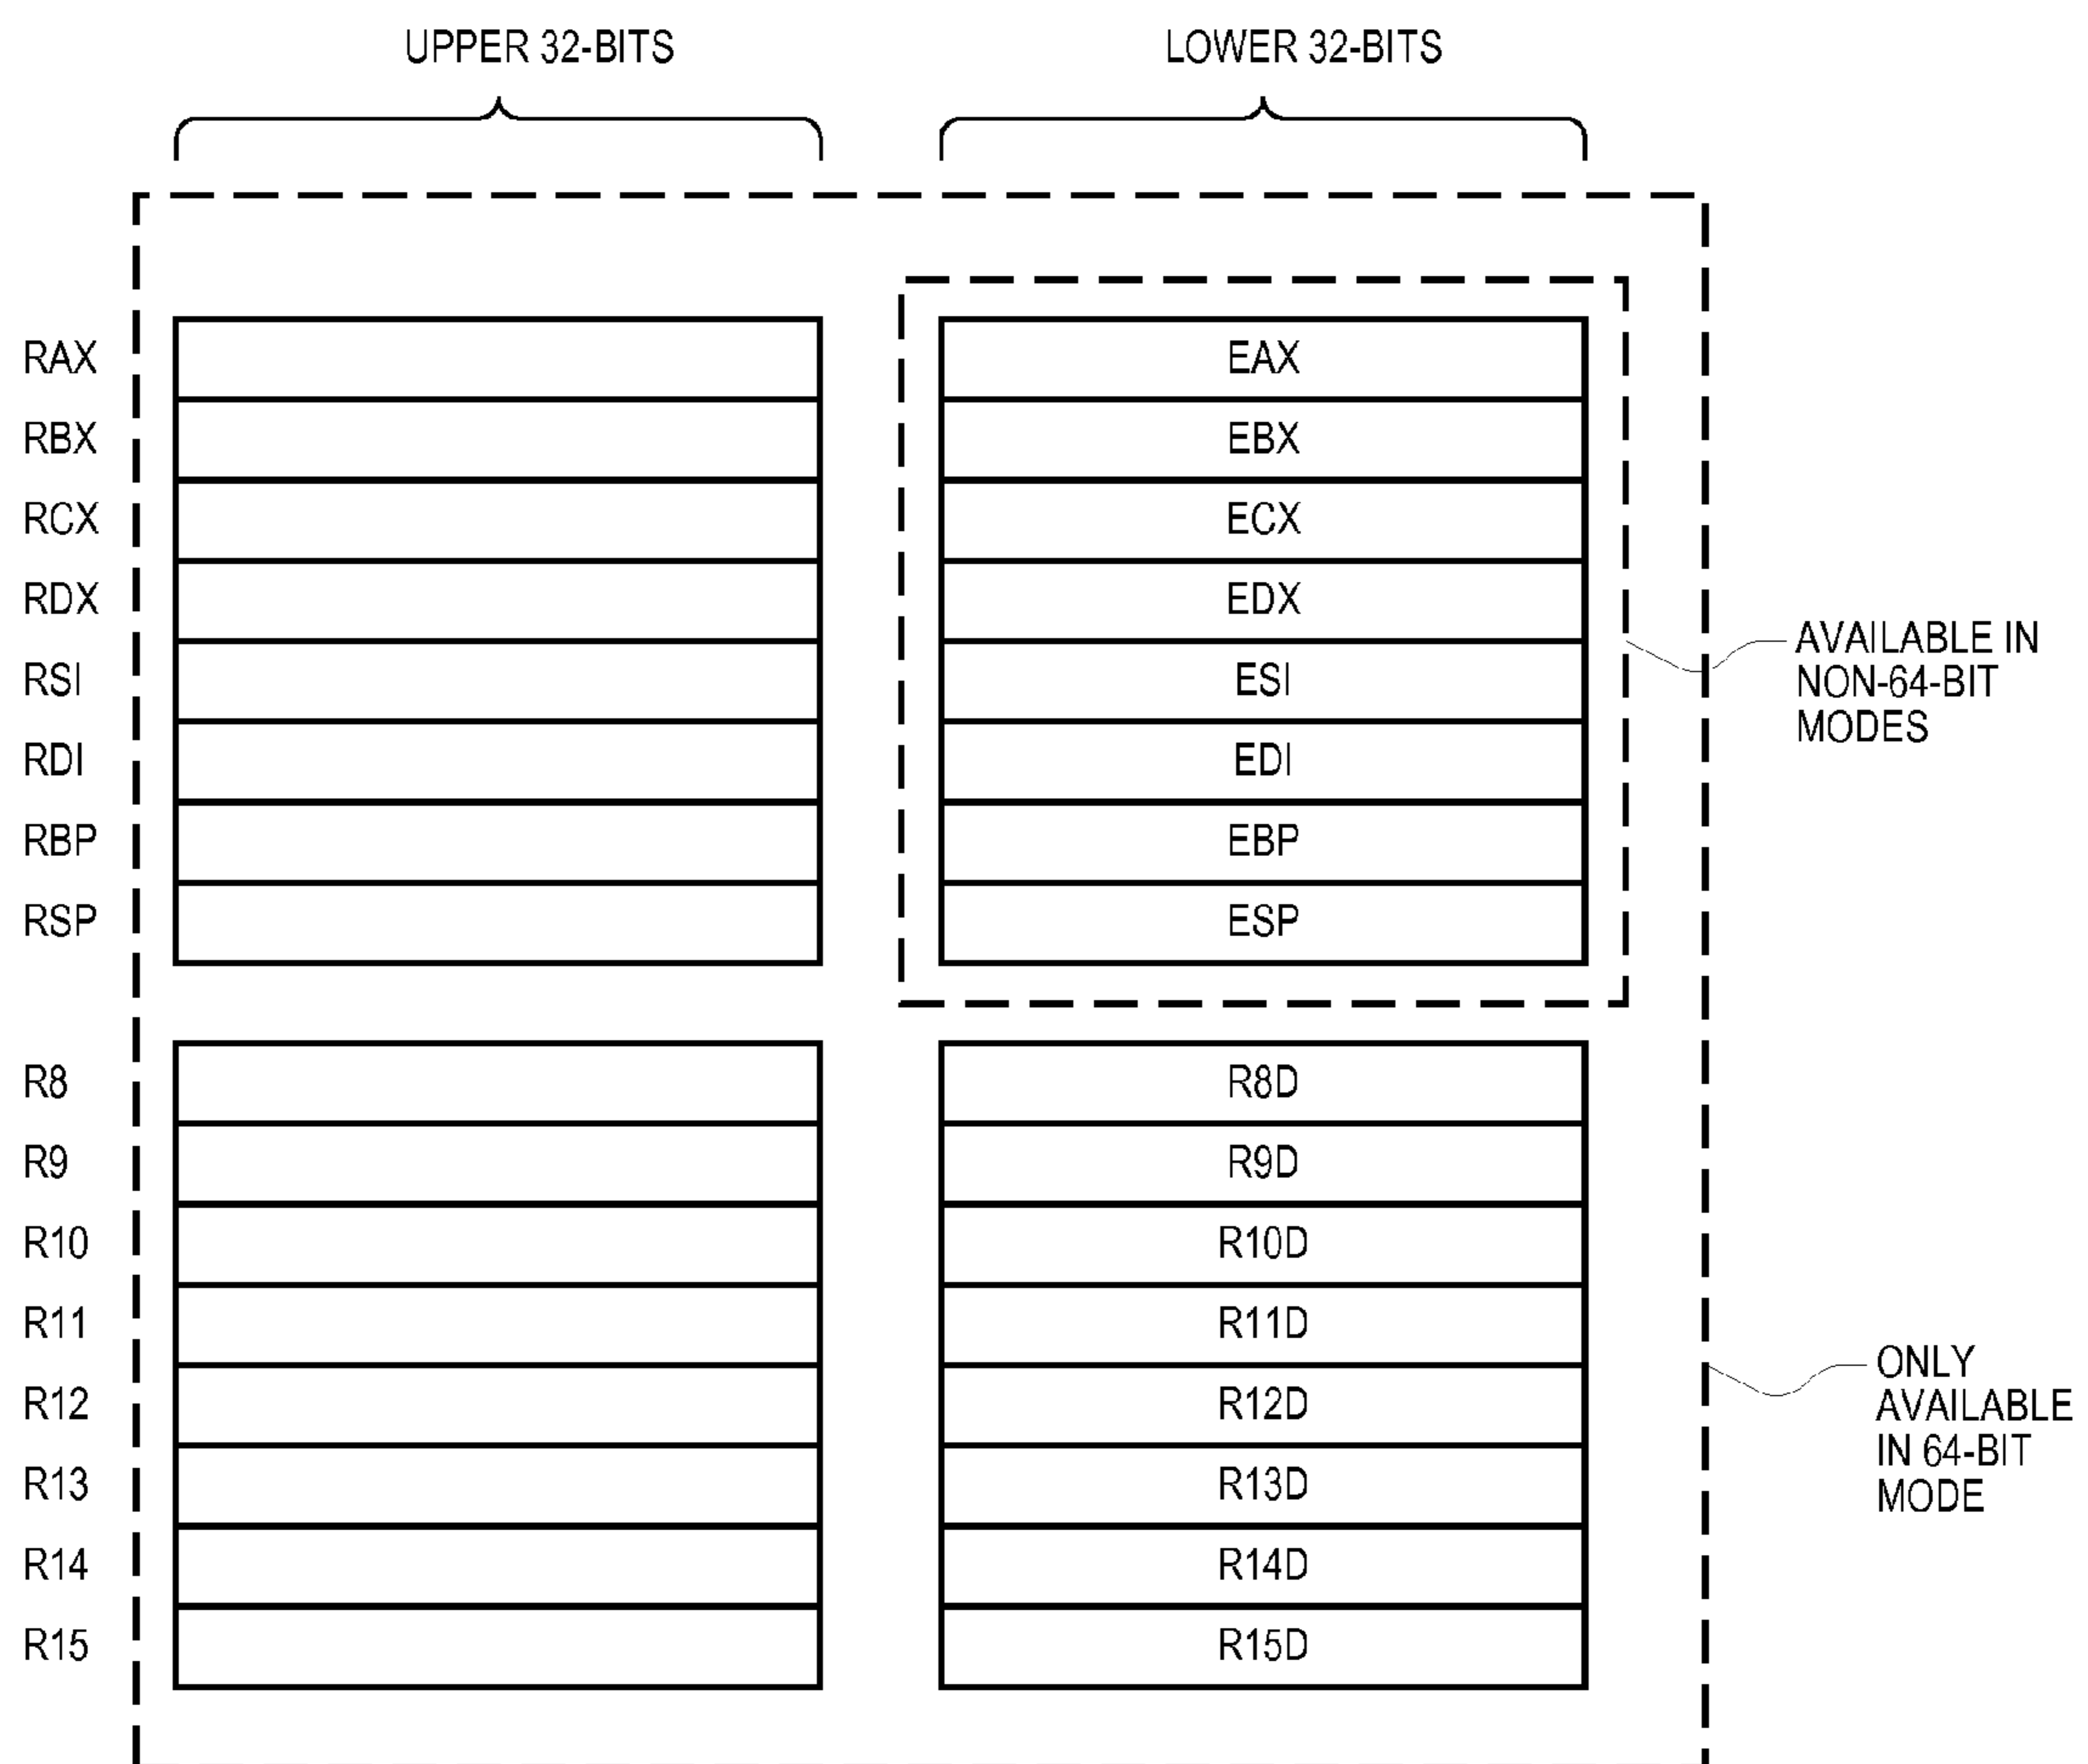 UPPER 32-BITS
LOWER 32-BITS
RAX
EAX
RBX
EBX
RCX
ECX
RDX
EDX
RSI
ESI
RDI
EDI
RBP
EBP
RSP
ESP
AVAILABLE IN
NON-64-BIT
MODES
R8
R8D
R9
R9D
R10
R10D
R11
R11D
R12
R12D
R13
R13D
R14
R14D
R15
R15D
ONLY
AVAILABLE
IN 64-BIT
MODE